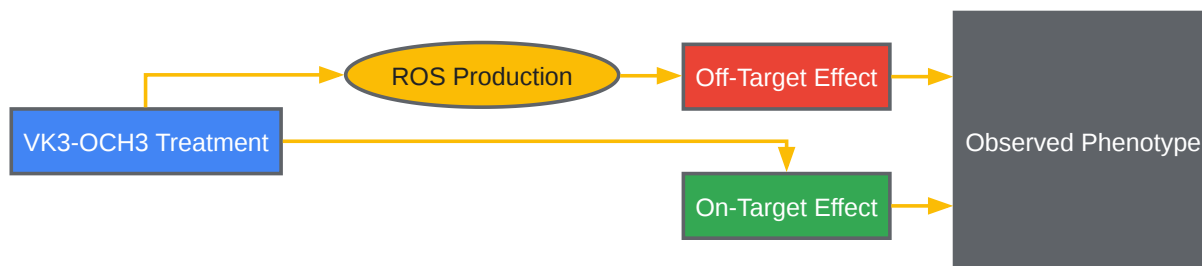 ROS Production
Off-Target Effect
VK3-OCH3 Treatment
Observed Phenotype
On-Target Effect